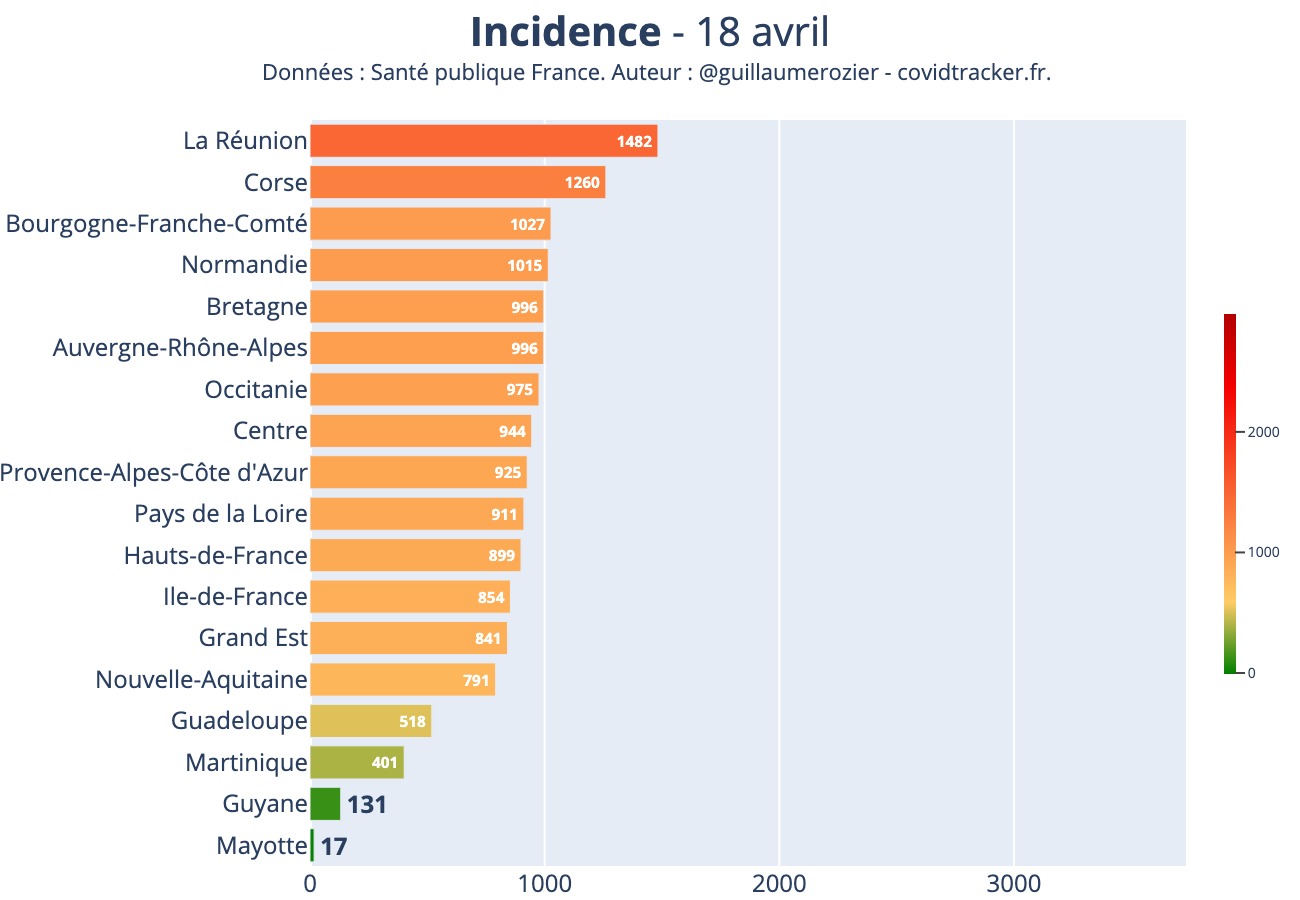 Incidence - 18 avril
Données : Santé publique France. Auteur : @guillaumerozier - covidtracker.fr.
La Réunion 1482
Corse 1260
Bourgogne-Franche-Comté 1027
Normandie 1015
Bretagne 996
Auvergne-Rhône-Alpes 996
Occitanie 975
Centre 944
Provence-Alpes-Côte d'Azur 925
Pays de la Loire 911
Hauts-de-France 899
Ile-de-France 854
Grand Est 841
Nouvelle-Aquitaine 791
Guadeloupe 518
Martinique 401
Guyane 131
Mayotte 17
0 1000 2000 3000
2000
1000
0